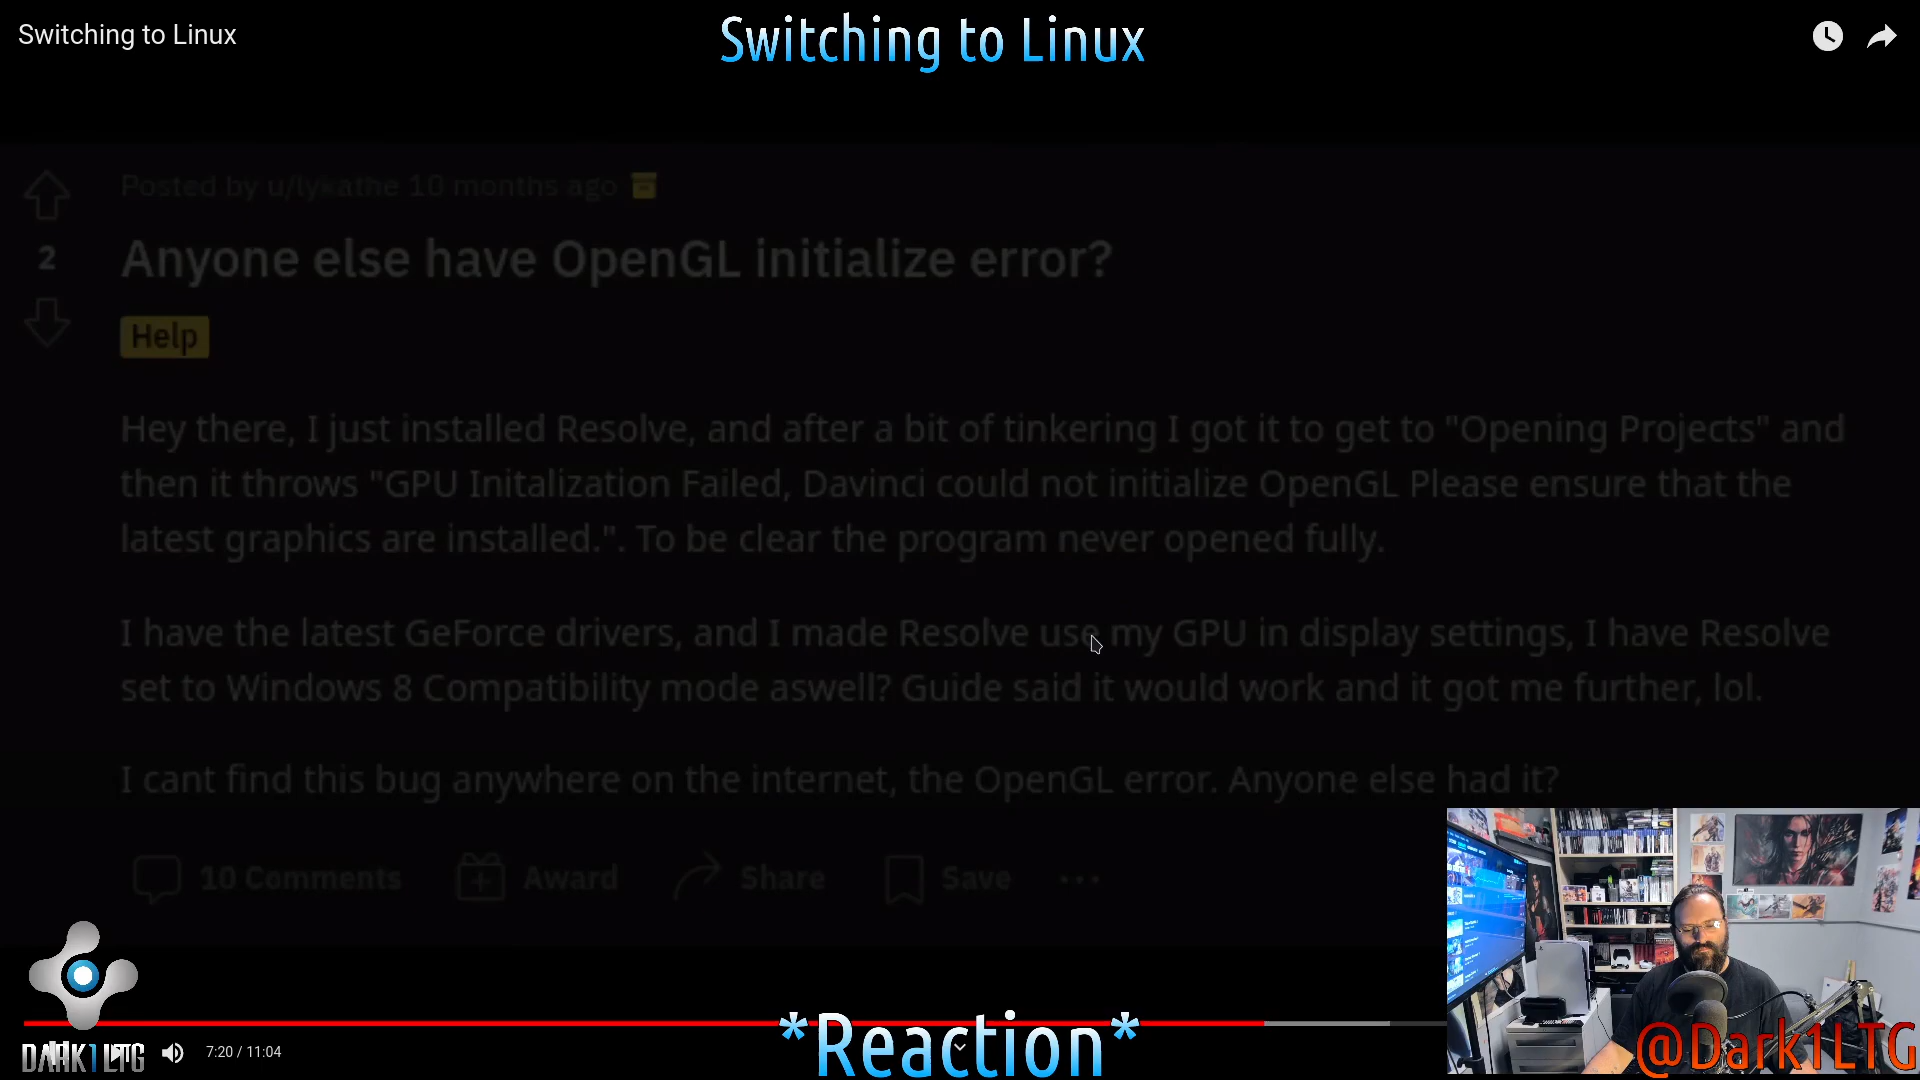 Switching to Linux
Switching to Linux
Posted by u/lykathe 10 months ago
2
Anyone else have OpenGL initialize error?
Help
Hey there, I just installed Resolve, and after a bit of tinkering I got it to get to "Opening Projects" and
then it throws "GPU Initalization Failed, Davinci could not initialize OpenGL Please ensure that the
latest graphics are installed.". To be clear the program never opened fully.
I have the latest GeForce drivers, and I made Resolve use my GPU in display settings, I have Resolve
set to Windows 8 Compatibility mode aswell? Guide said it would work and it got me further, lol.
I cant find this bug anywhere on the internet, the OpenGL error. Anyone else had it?
10 Comments
Award
Share
Save
...
*Reaction*
DARK1LTG
7:20 / 11:04
@Dark1LTG